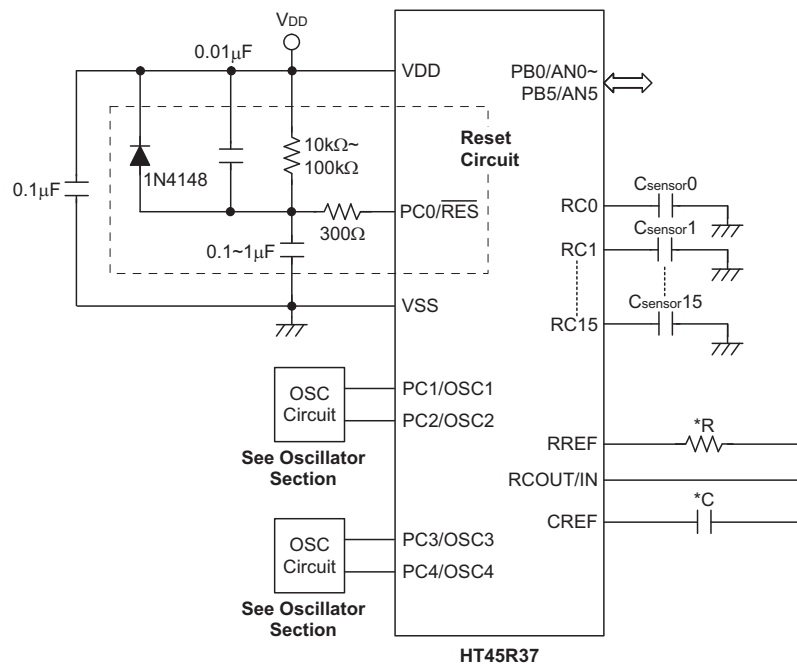 VDD
0.01μF
VDD
PB0/AN0~
PB5/AN5
Reset
Circuit
10kΩ~
100kΩ
1N4148
0.1μF
PC0/RES
300Ω
0.1~1μF
VSS
RC0
Csensor0
RC1
Csensor1
RC15
Csensor15
OSC
Circuit
PC1/OSC1
PC2/OSC2
See Oscillator
Section
RREF
*R
RCOUT/IN
CREF
*C
OSC
Circuit
PC3/OSC3
PC4/OSC4
See Oscillator
Section
HT45R37